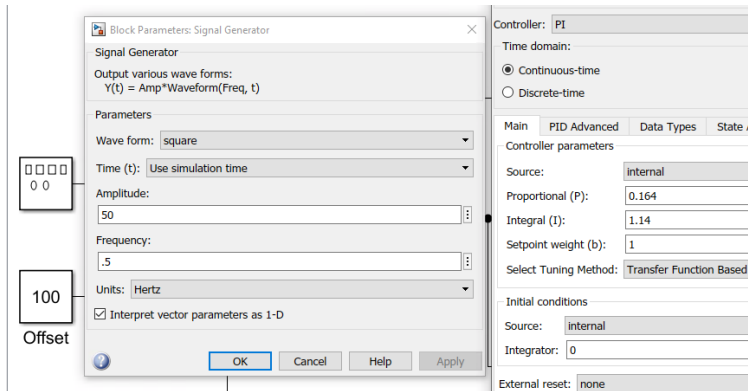 Block Parameters: Signal Generator
Signal Generator
Output various wave forms:
Y(t) = Amp*Waveform(Freq, t)
Parameters
Wave form: square
Time (t): Use simulation time
Amplitude:
50
Frequency:
.5
Units: Hertz
Interpret vector parameters as 1-D
OK Cancel Help Apply
100
Offset
Controller: PI
Time domain:
Continuous-time
Discrete-time
Main PID Advanced Data Types State
Controller parameters
Source: internal
Proportional (P): 0.164
Integral (I): 1.14
Setpoint weight (b): 1
Select Tuning Method: Transfer Function Based
Initial conditions
Source: internal
Integrator: 0
External reset: none